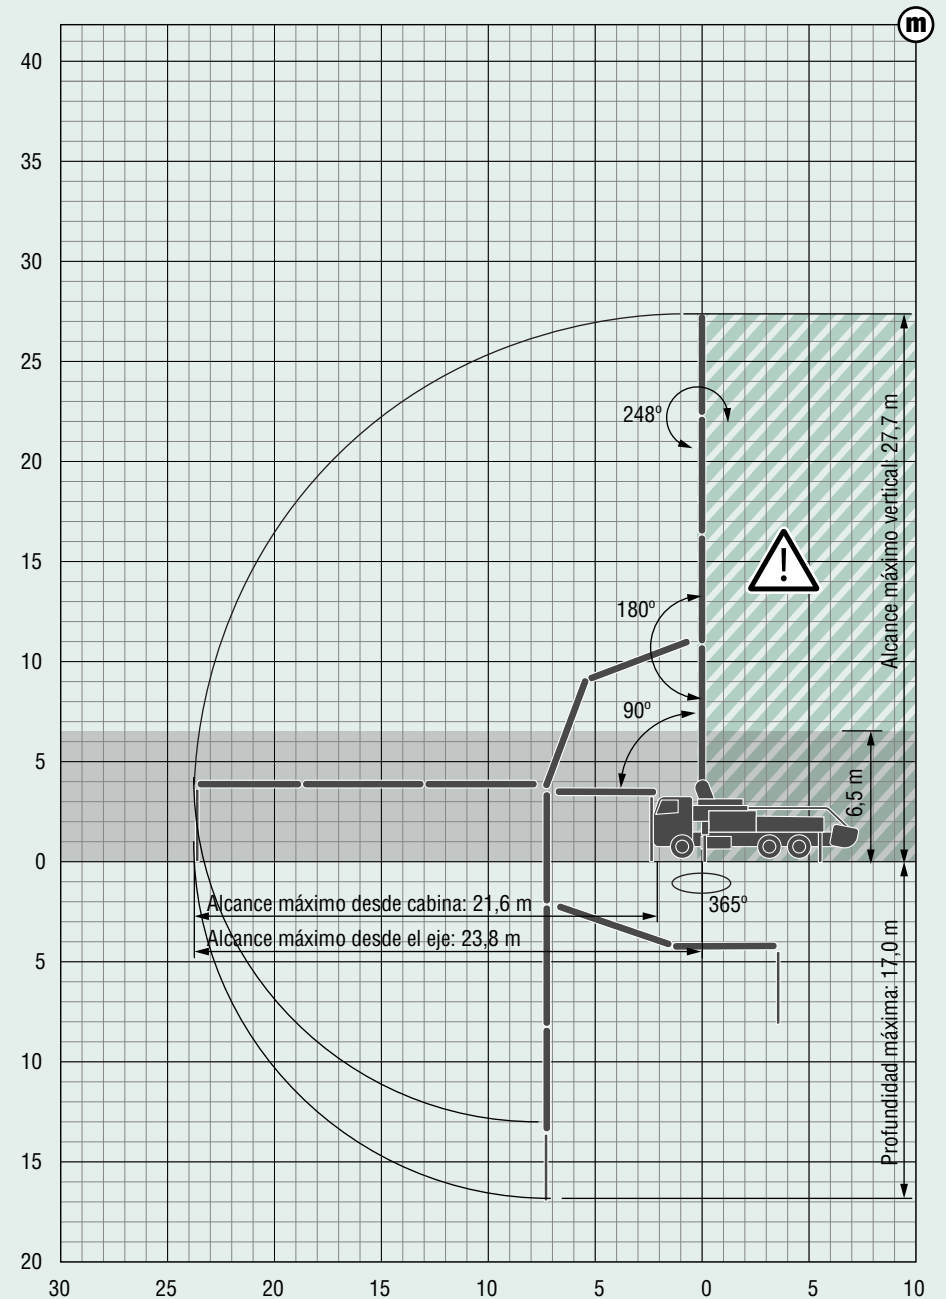 m
40
35
30
25
20
15
10
5
0
5
10
15
20
30
25
20
15
10
5
0
5
10
248º
180º
90º
365º
Alcance máximo vertical: 27,7 m
6,5 m
Alcance máximo desde cabina: 21,6 m
Alcance máximo desde el eje: 23,8 m
Profundidad máxima: 17,0 m
!